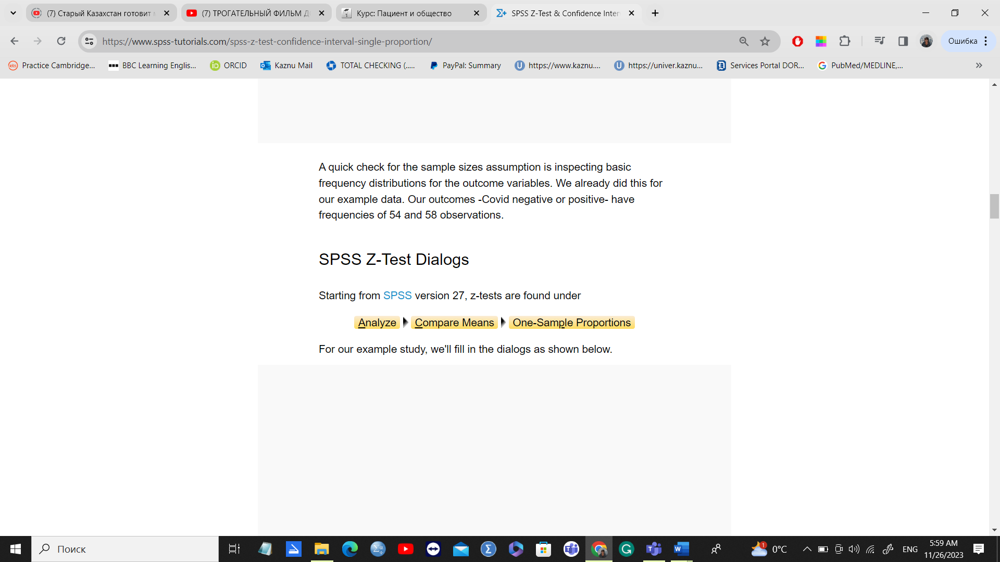 (7) Старый Казахстан готовит
(7) ТРОГАТЕЛЬНЫЙ ФИЛЬМ
Курс: Пациент и общество
SPSS Z-Test & Confidence Inter
https://www.spss-tutorials.com/spss-z-test-confidence-interval-single-proportion/
Ошибка
Practice Cambridge...
BBC Learning Englis...
ORCID
Kaznu Mail
TOTAL CHECKING (.....
PayPal: Summary
https://www.kaznu....
https://univer.kaznu...
Services Portal DOR...
PubMed/MEDLINE,...
A quick check for the sample sizes assumption is inspecting basic
frequency distributions for the outcome variables. We already did this for
our example data. Our outcomes -Covid negative or positive- have
frequencies of 54 and 58 observations.
SPSS Z-Test Dialogs
Starting from SPSS version 27, z-tests are found under
Analyze Compare Means One-Sample Proportions
For our example study, we'll fill in the dialogs as shown below.
Поиск
0°C
ENG
5:59 AM
11/26/2023